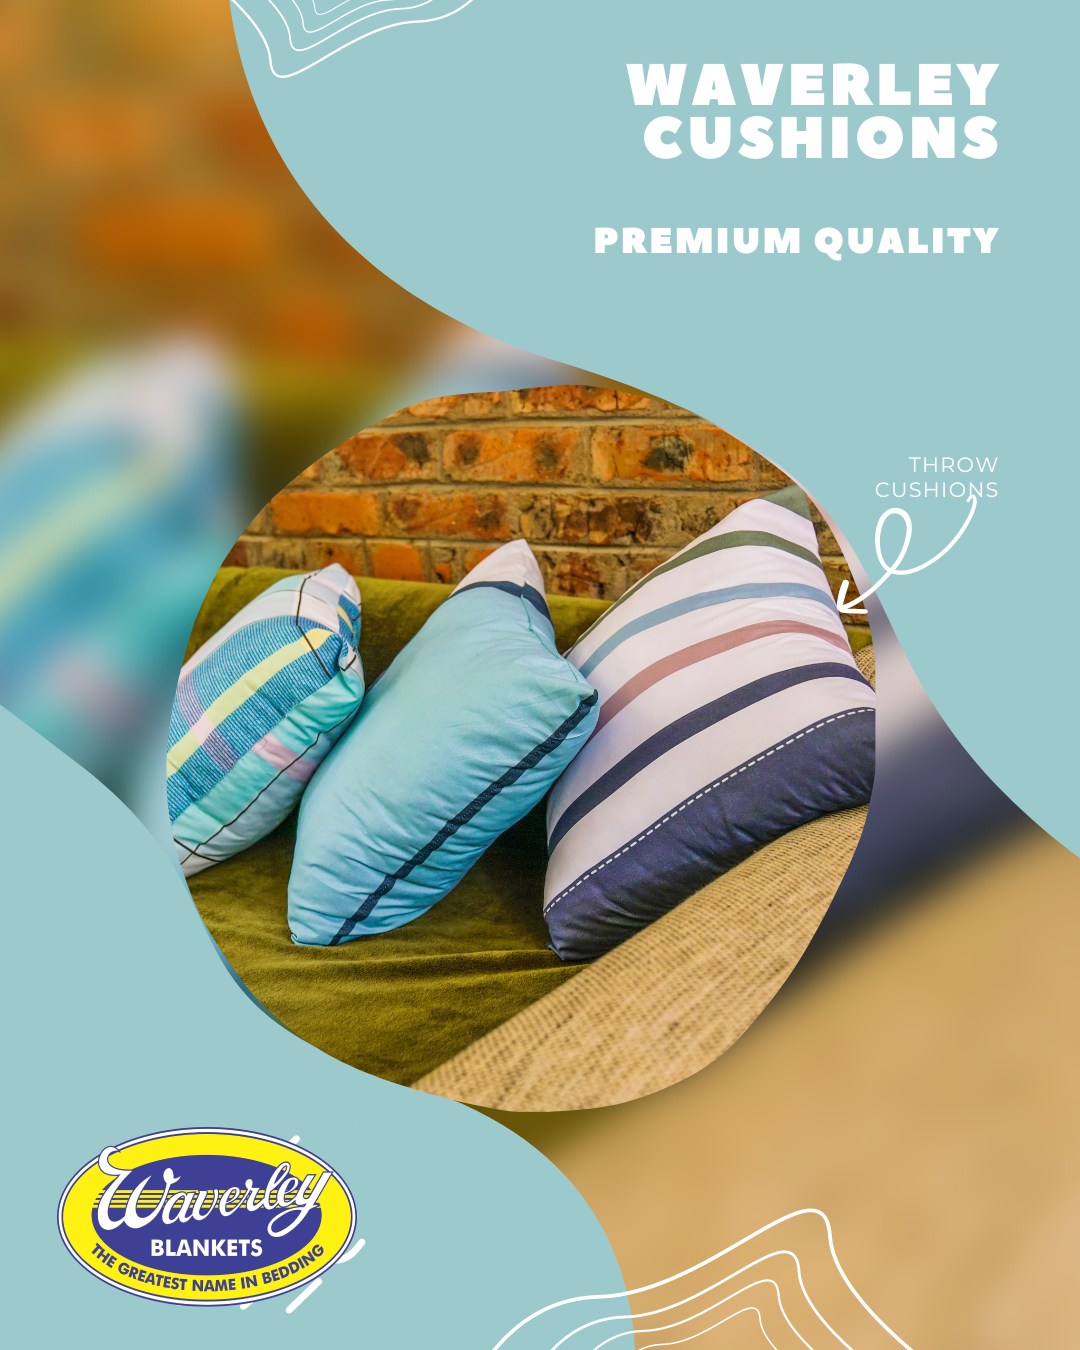 WAVERLEY
CUSHIONS
PREMIUM QUALITY
THROW
CUSHIONS
Waverley
BLANKETS
THE GREATEST NAME IN BEDDING